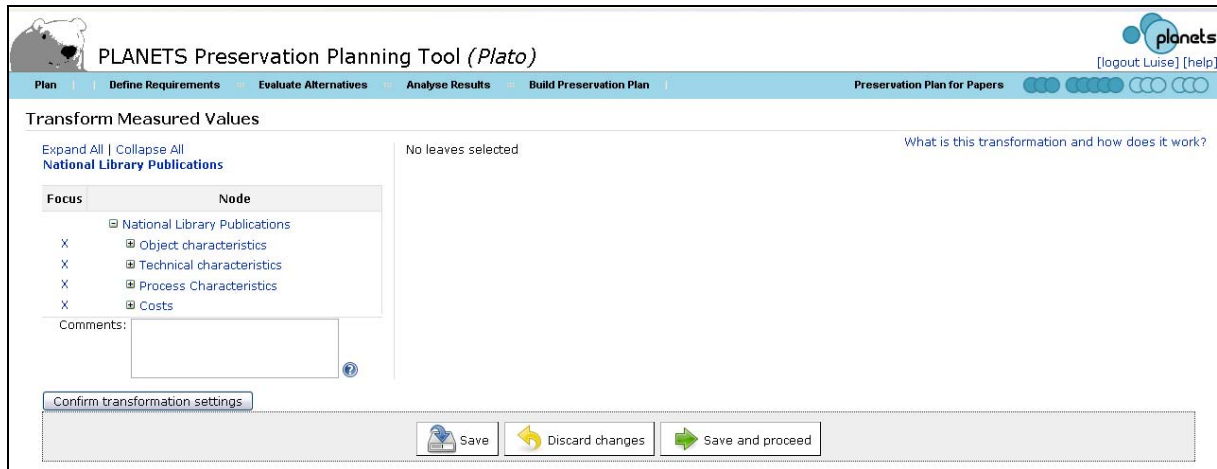 planets
PLANETS Preservation Planning Tool (Plato)
[logout Luise] [help]
Plan Define Requirements Evaluate Alternatives Analyse Results Build Preservation Plan Preservation Plan for Papers
Transform Measured Values
What is this transformation and how does it work?
Expand All | Collapse All
National Library Publications
No leaves selected
Focus Node
National Library Publications
X Object characteristics
X Technical characteristics
X Process Characteristics
X Costs
Comments:
Confirm transformation settings
Save Discard changes Save and proceed